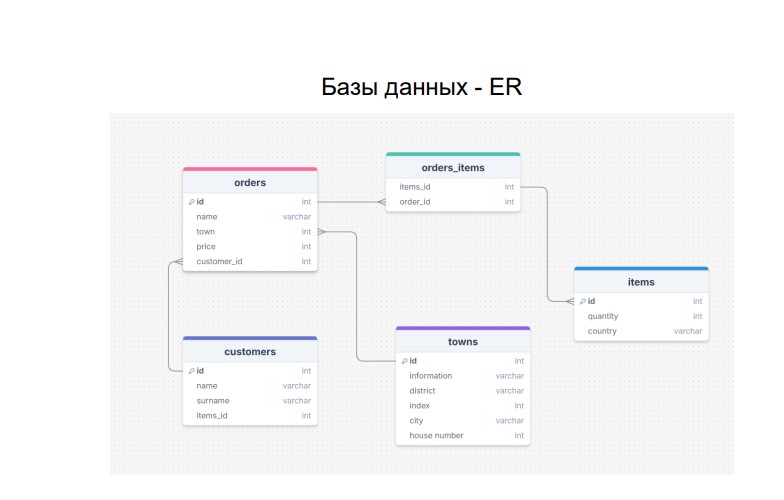 Базы данных - ER
orders
id int
name varchar
town int
price int
customer_id int
orders_items
items_id int
order_id int
items
id int
quantity int
country varchar
customers
id int
name varchar
surname varchar
items_id int
towns
id int
information varchar
district varchar
index int
city varchar
house number int